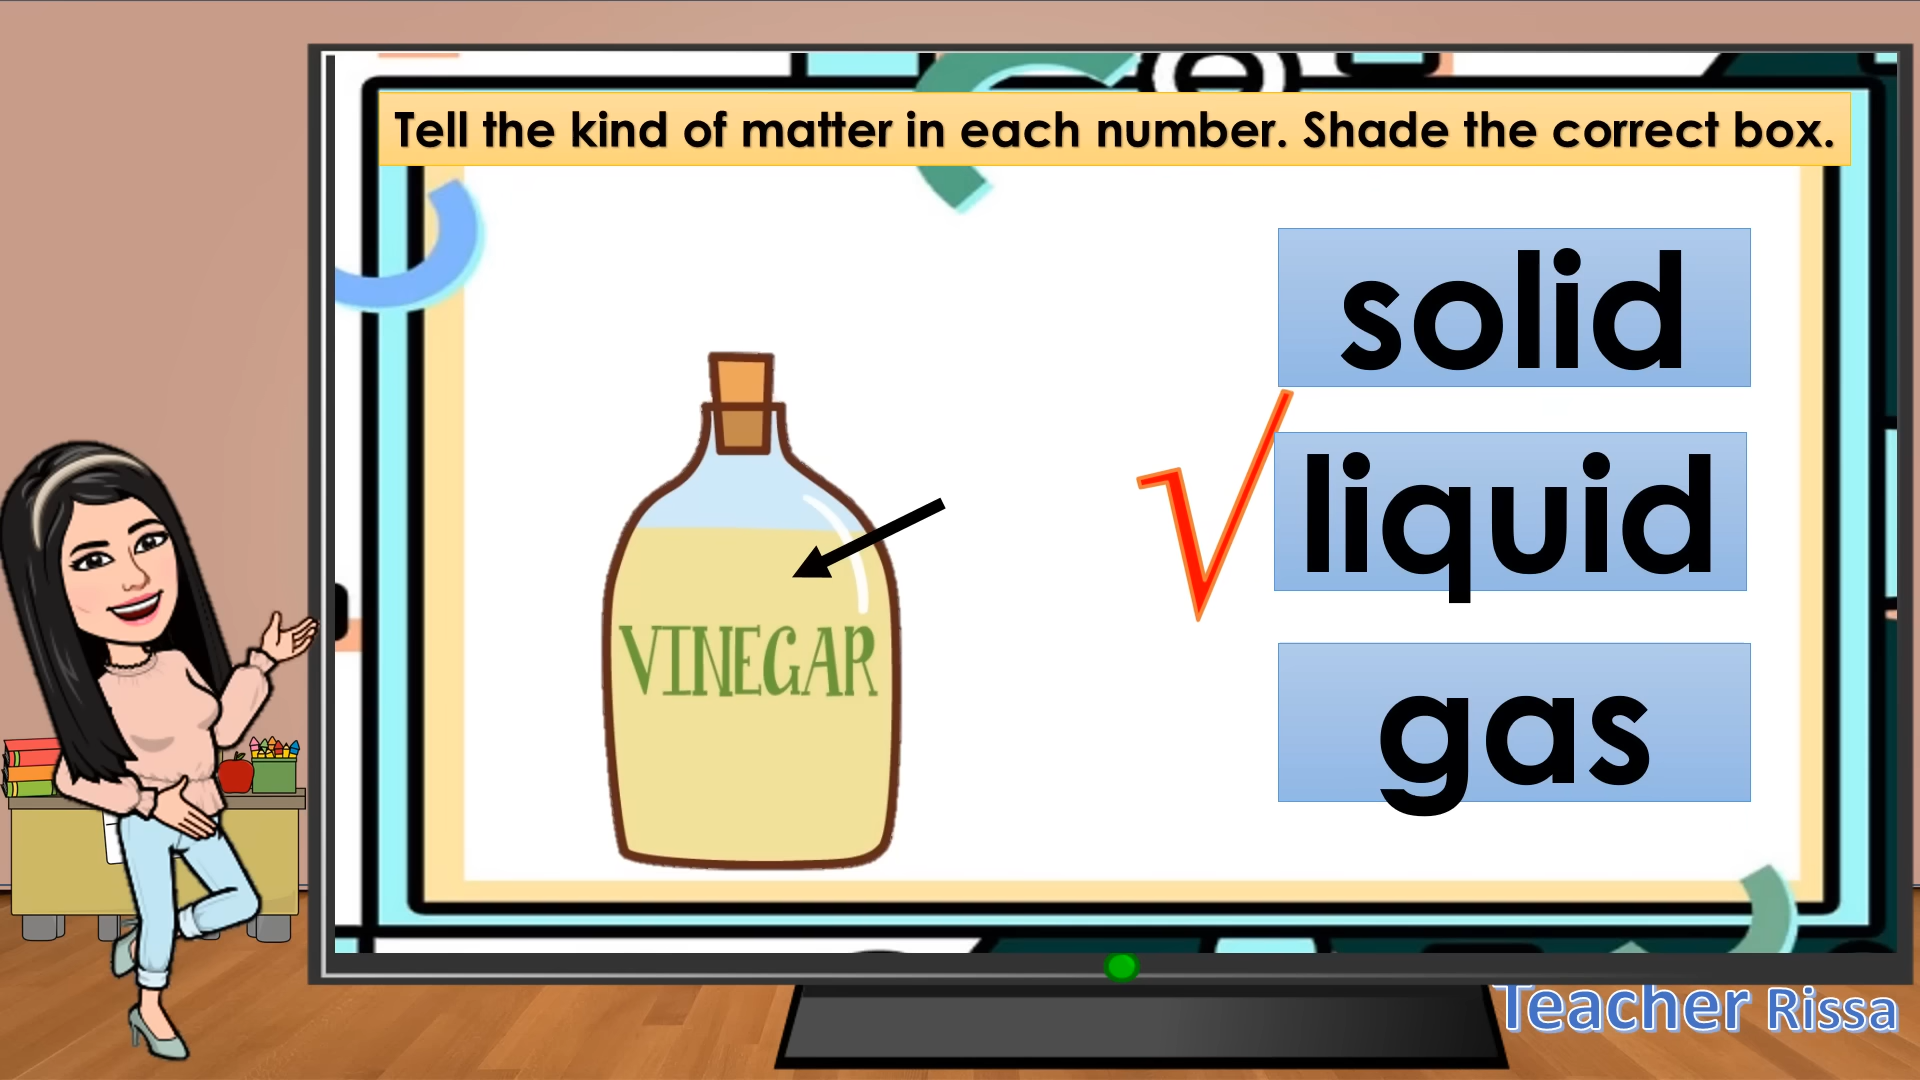 Tell the kind of matter in each number. Shade the correct box.
solid
liquid
gas
VINEGAR
Teacher Rissa